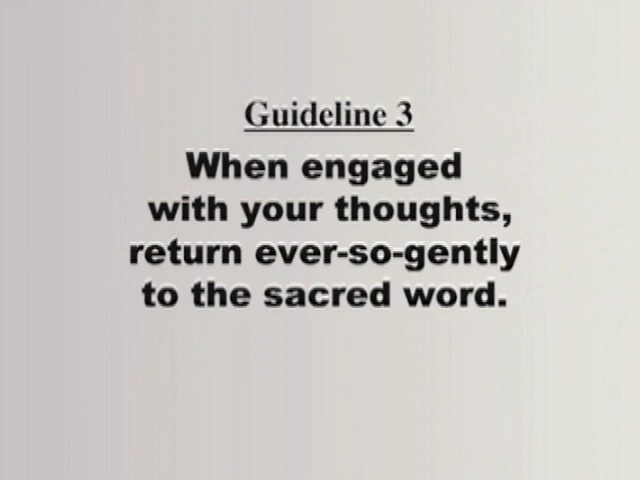 Guideline 3
When engaged
with your thoughts,
return ever-so-gently
to the sacred word.